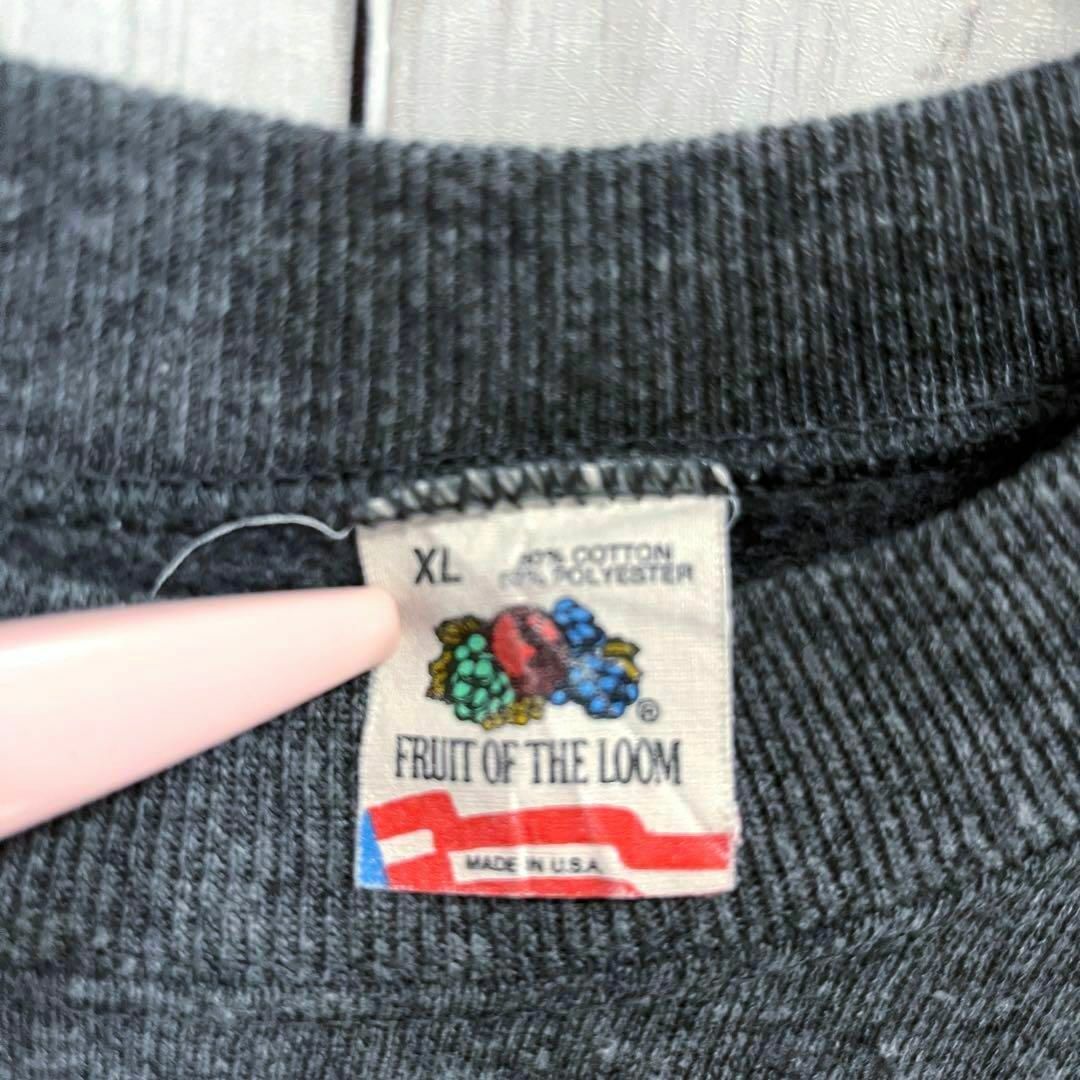 XL
COTTON
POLYESTER
®
FRUIT OF THE LOOM
MADE IN U.S.A.